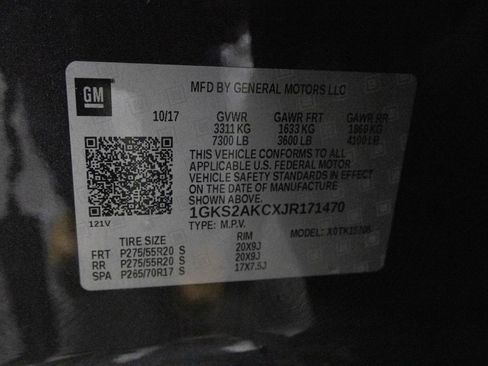 GM
MFD BY GENERAL MOTORS LLC
10/17 GVWR GAWR FRT GAWR RR
3311 KG 1633 KG 1860 KG
7300 LB 3600 LB 4100 LB
THIS VEHICLE CONFORMS TO ALL
APPLICABLE U.S. FEDERAL MOTOR
VEHICLE SAFETY STANDARDS IN EFFECT
ON THE DATE OF MANUFACTURE
SHOWN ABOVE.
1GKS2AKCXJR171470
121V
TYPE: M.P.V. MODEL:
TIRE SIZE RIM
FRT P275/55R20 S 20X9J
RR P275/55R20 S 20X9J
SPA P265/70R17 S 17X7.5J